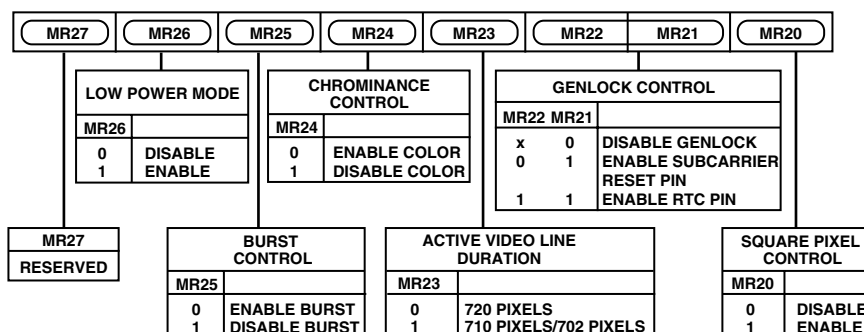 MR27 MR26 MR25 MR24 MR23 MR22 MR21 MR20
LOW POWER MODE
MR26
0 DISABLE
1 ENABLE
CHROMINANCE
CONTROL
MR24
0 ENABLE COLOR
1 DISABLE COLOR
GENLOCK CONTROL
MR22 MR21
x 0 DISABLE GENLOCK
0 1 ENABLE SUBCARRIER
RESET PIN
1 1 ENABLE RTC PIN
MR27
RESERVED
BURST
CONTROL
MR25
0 ENABLE BURST
1 DISABLE BURST
ACTIVE VIDEO LINE
DURATION
MR23
0 720 PIXELS
1 710 PIXELS/702 PIXELS
SQUARE PIXEL
CONTROL
MR20
0 DISABLE
1 ENABLE